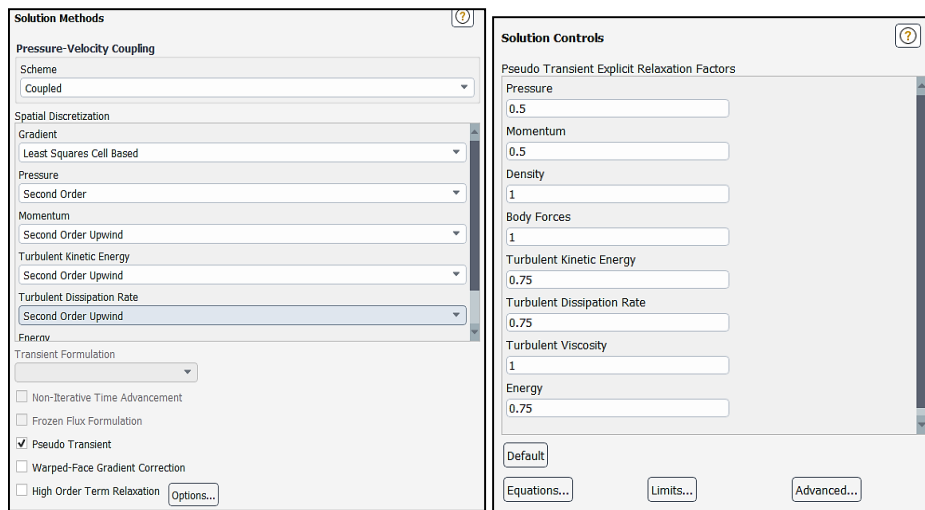 Solution Methods
?
Pressure-Velocity Coupling
Scheme
Coupled
Spatial Discretization
Gradient
Least Squares Cell Based
Pressure
Second Order
Momentum
Second Order Upwind
Turbulent Kinetic Energy
Second Order Upwind
Turbulent Dissipation Rate
Second Order Upwind
Energy
Transient Formulation
Non-Iterative Time Advancement
Frozen Flux Formulation
Pseudo Transient
Warped-Face Gradient Correction
High Order Term Relaxation
Options...
Solution Controls
?
Pseudo Transient Explicit Relaxation Factors
Pressure
0.5
Momentum
0.5
Density
1
Body Forces
1
Turbulent Kinetic Energy
0.75
Turbulent Dissipation Rate
0.75
Turbulent Viscosity
1
Energy
0.75
Default
Equations...
Limits...
Advanced...